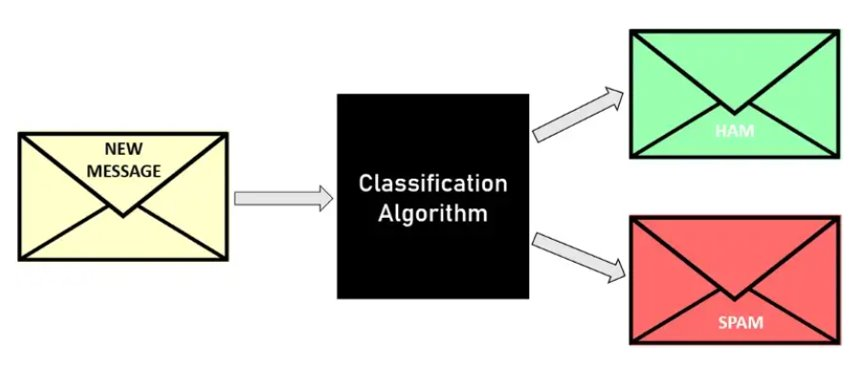 NEW
MESSAGE
Classification
Algorithm
HAM
SPAM